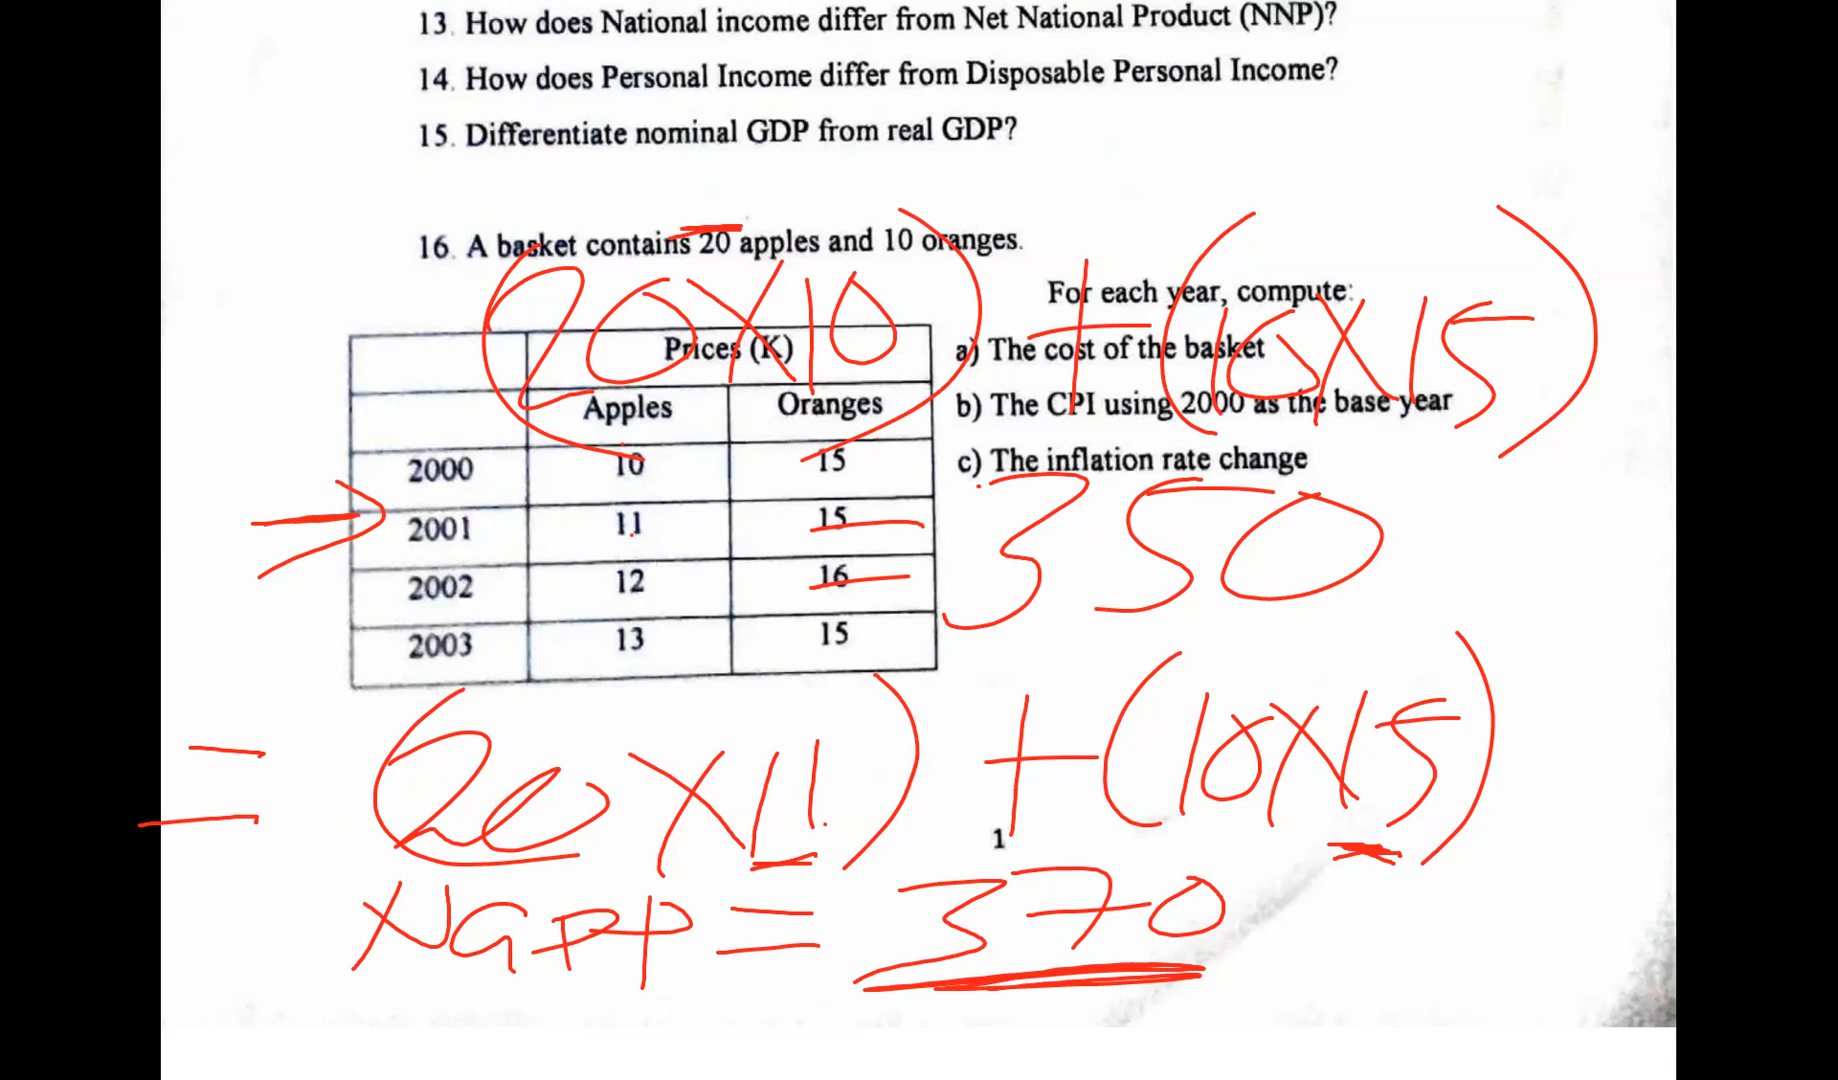 13. How does National income differ from Net National Product (NNP)?
14. How does Personal Income differ from Disposable Personal Income?
15. Differentiate nominal GDP from real GDP?
16. A basket contains 20 apples and 10 oranges.
(20X10) + (10X15)
For each year, compute:
Prices (K)
a) The cost of the basket
Apples Oranges
b) The CPI using 2000 as the base year
2000 10 15
c) The inflation rate change
2001 11 15
350
2002 12 16
2003 13 15
= (20X11) + (10X15)
1
= 370